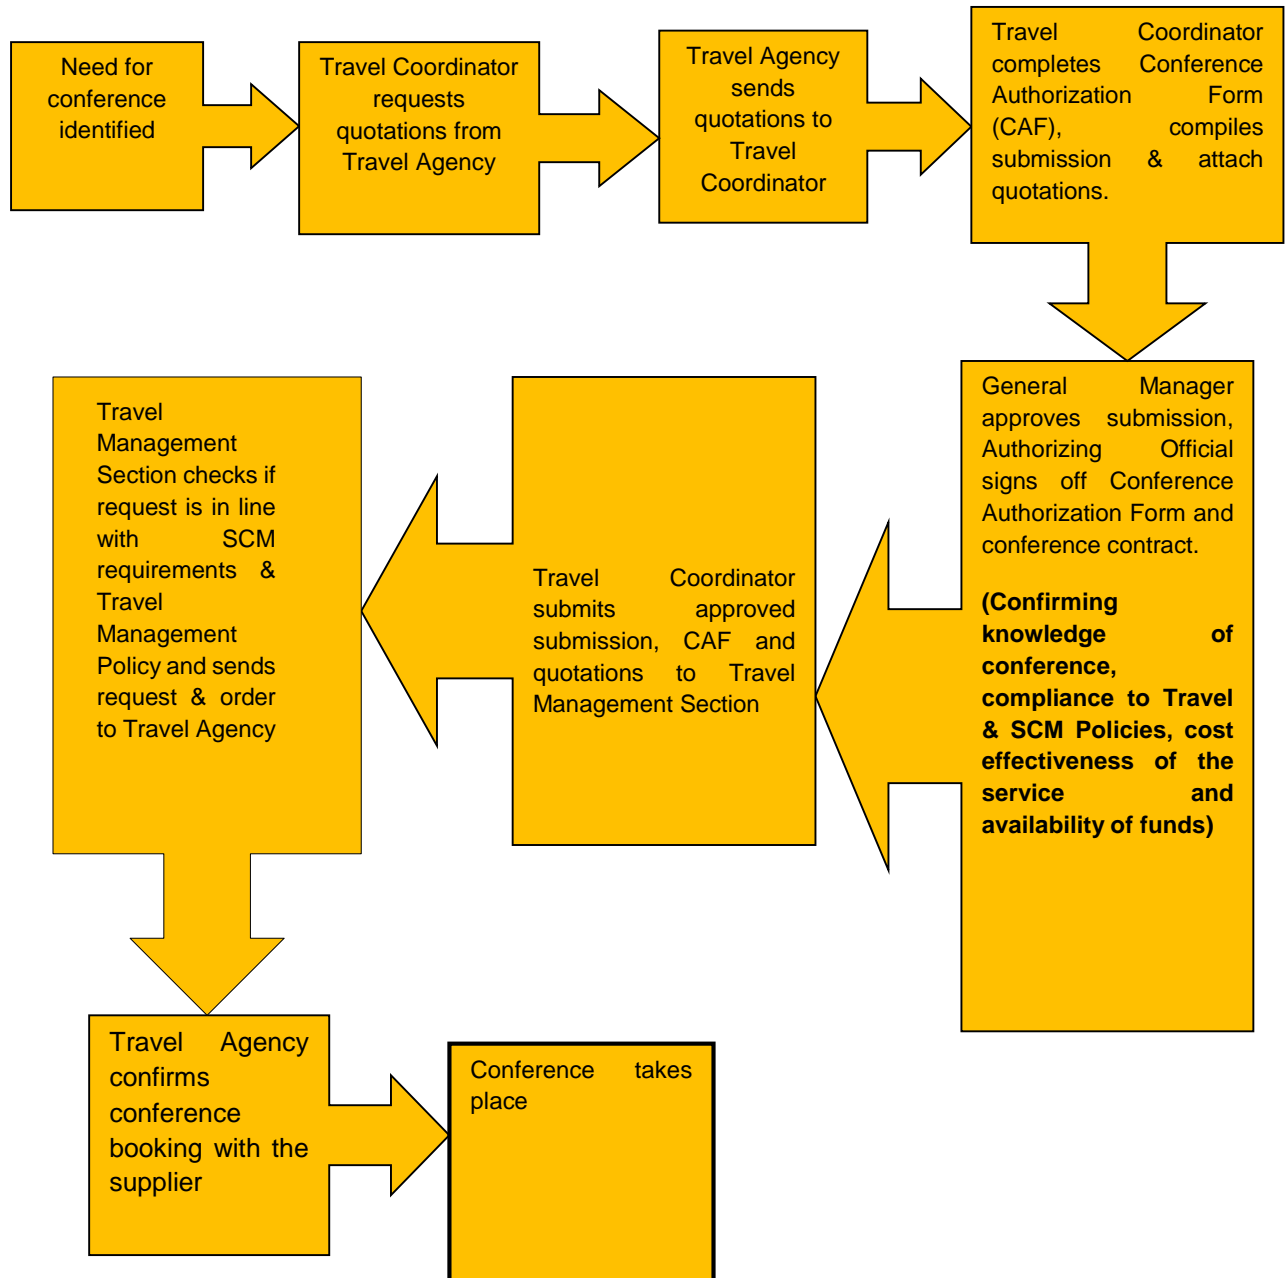 Need for
conference
identified
Travel Coordinator
requests
quotations from
Travel Agency
Travel Agency
sends
quotations to
Travel
Coordinator
Travel Coordinator
completes Conference
Authorization Form
(CAF), compiles
submission & attach
quotations.
General Manager
approves submission,
Authorizing Official
signs off Conference
Authorization Form and
conference contract.
(Confirming
knowledge of
conference,
compliance to Travel
& SCM Policies, cost
effectiveness of the
service and
availability of funds)
Travel Coordinator
submits approved
submission, CAF and
quotations to Travel
Management Section
Travel
Management
Section checks if
request is in line
with SCM
requirements &
Travel
Management
Policy and sends
request & order
to Travel Agency
Travel Agency
confirms
conference
booking with the
supplier
Conference takes
place